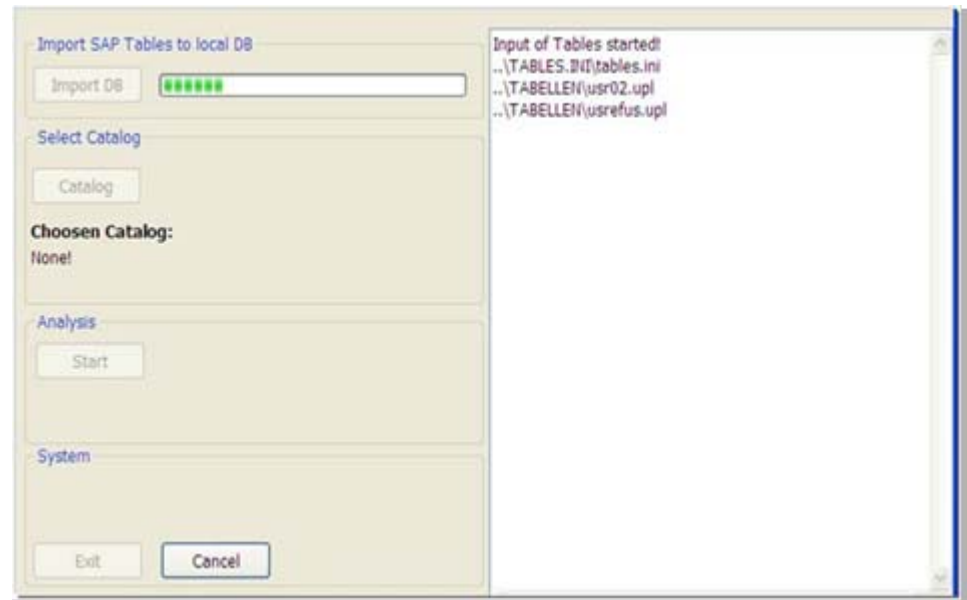 Import SAP Tables to local DB
Import DB
Select Catalog
Catalog
Choosen Catalog:
None!
Analysis
Start
System
Exit
Cancel
Input of Tables started!
..\TABLES.INI\tables.ini
..\TABELLEN\usr02.upl
..\TABELLEN\usrefus.upl